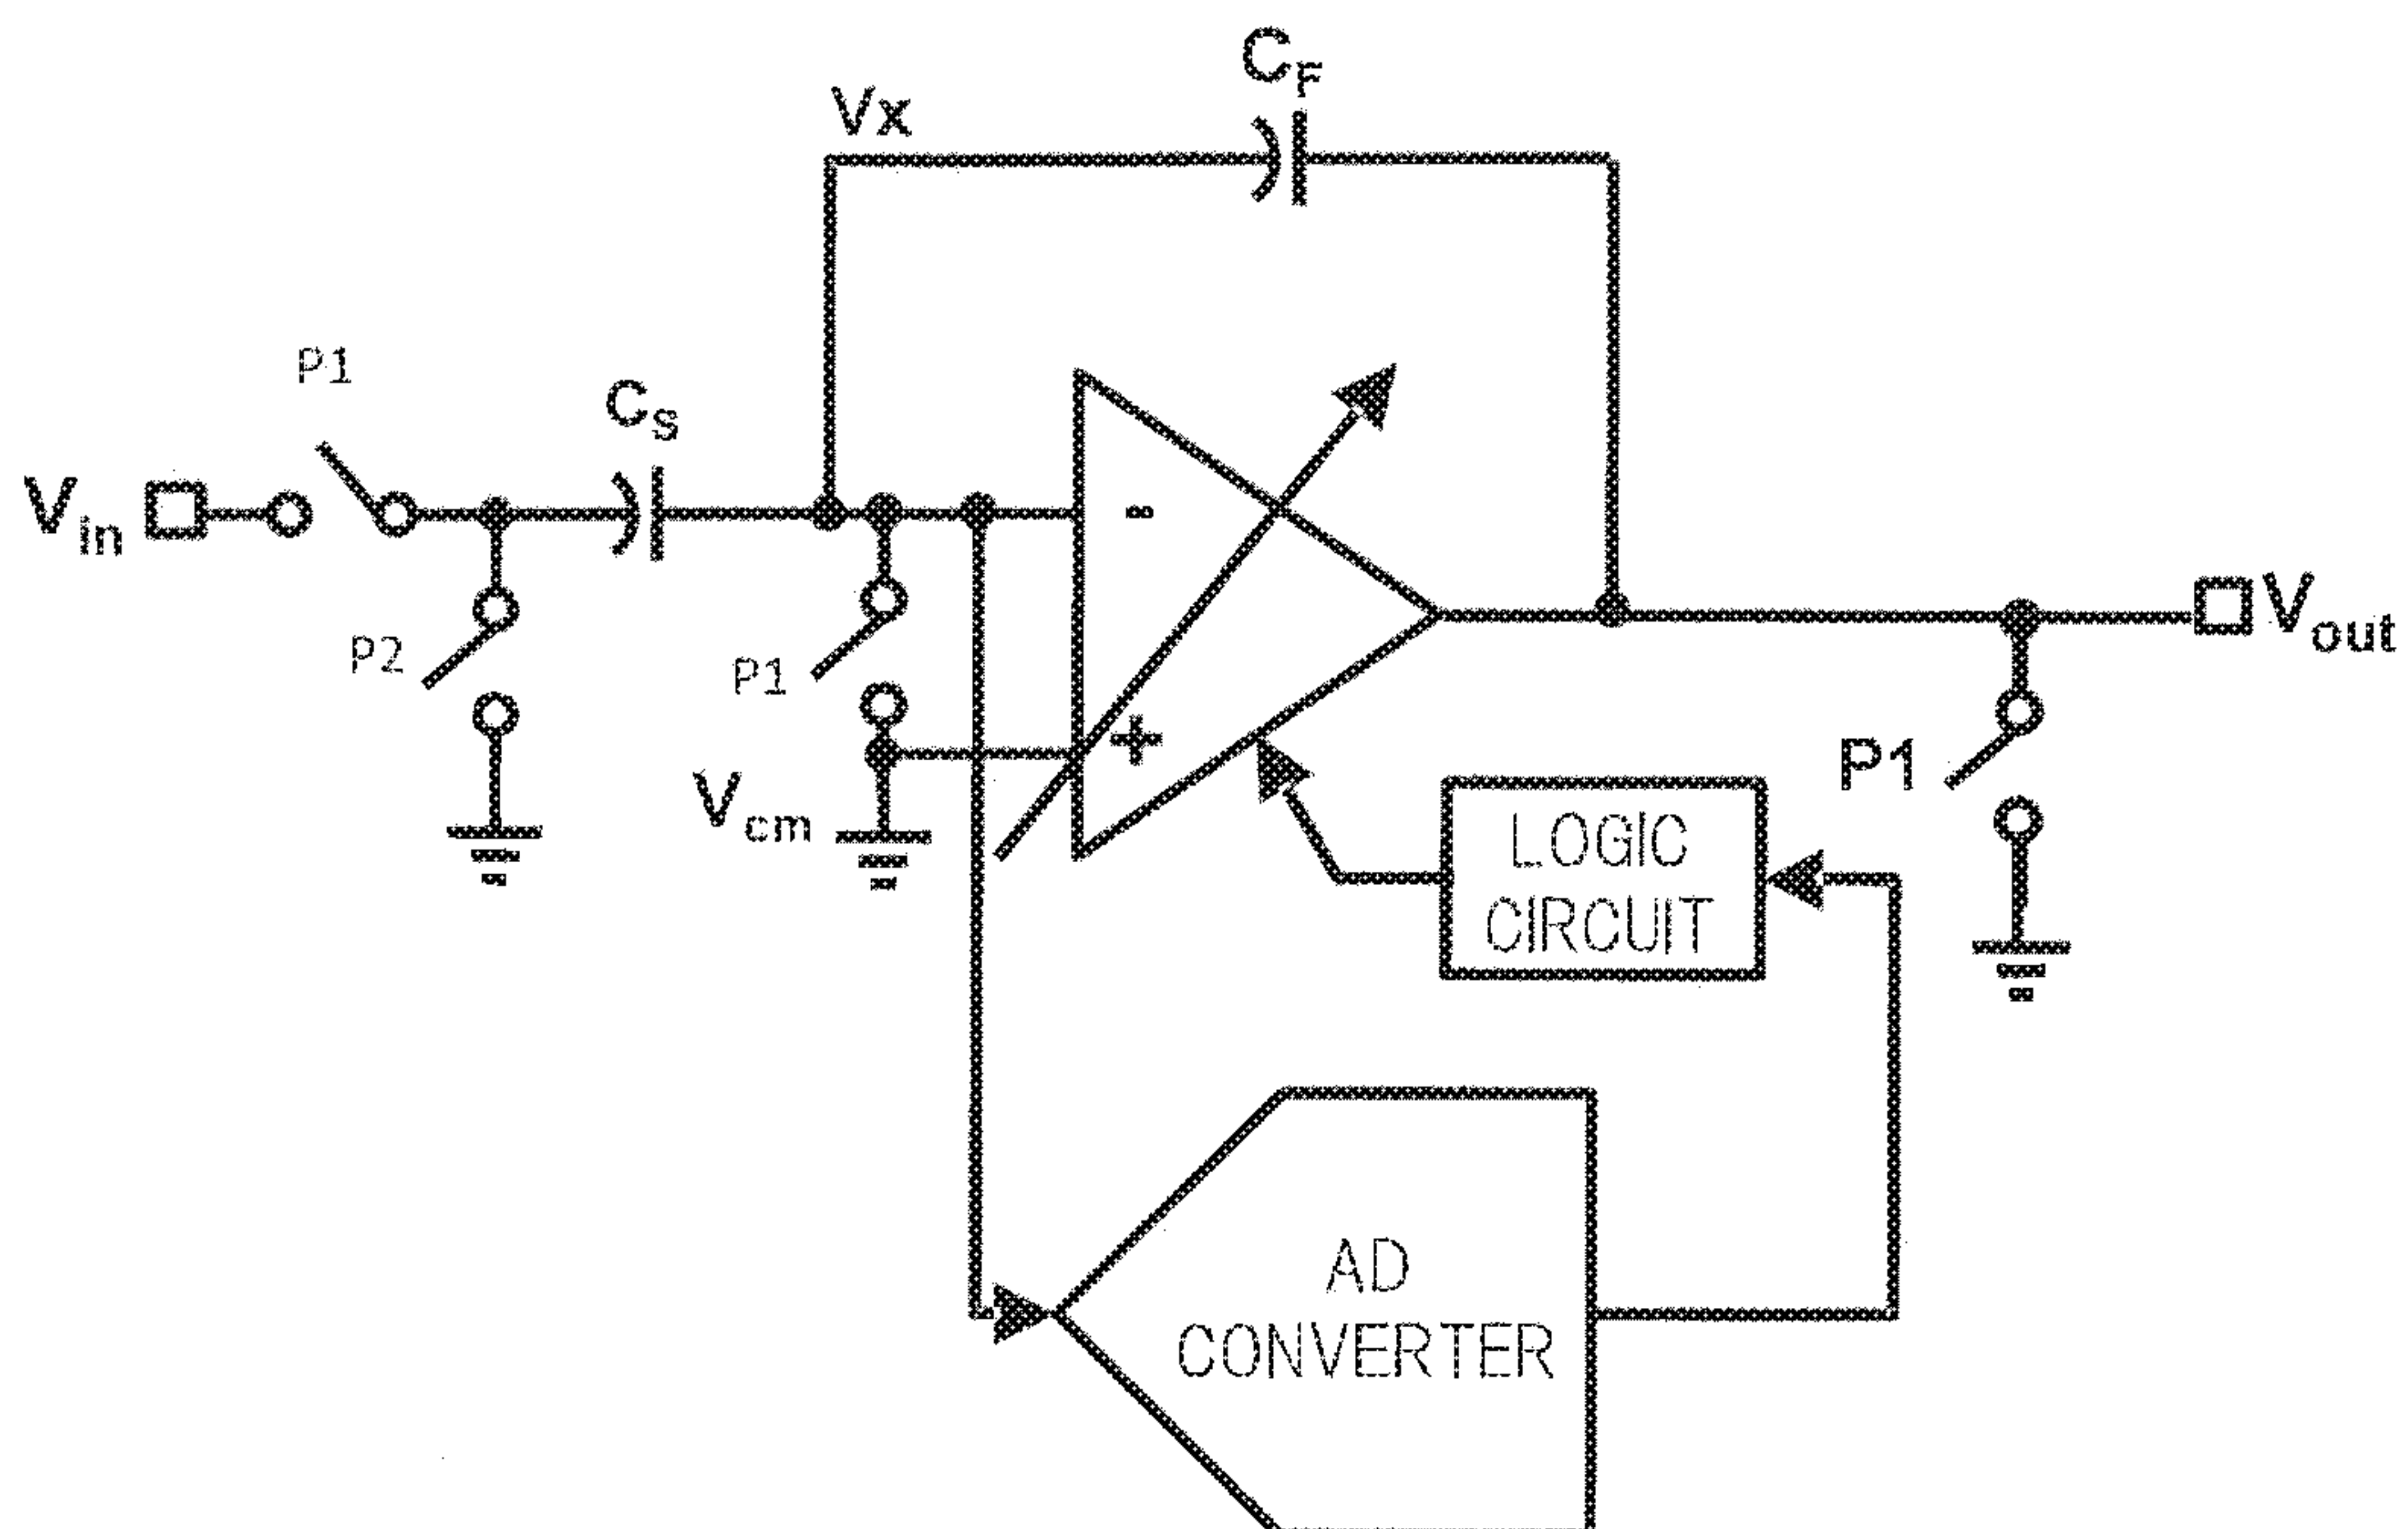 CF
Vx
P1
CS
Vin
-
Vout
P2
P1
+
P1
Vcm
LOGIC
CIRCUIT
AD
CONVERTER